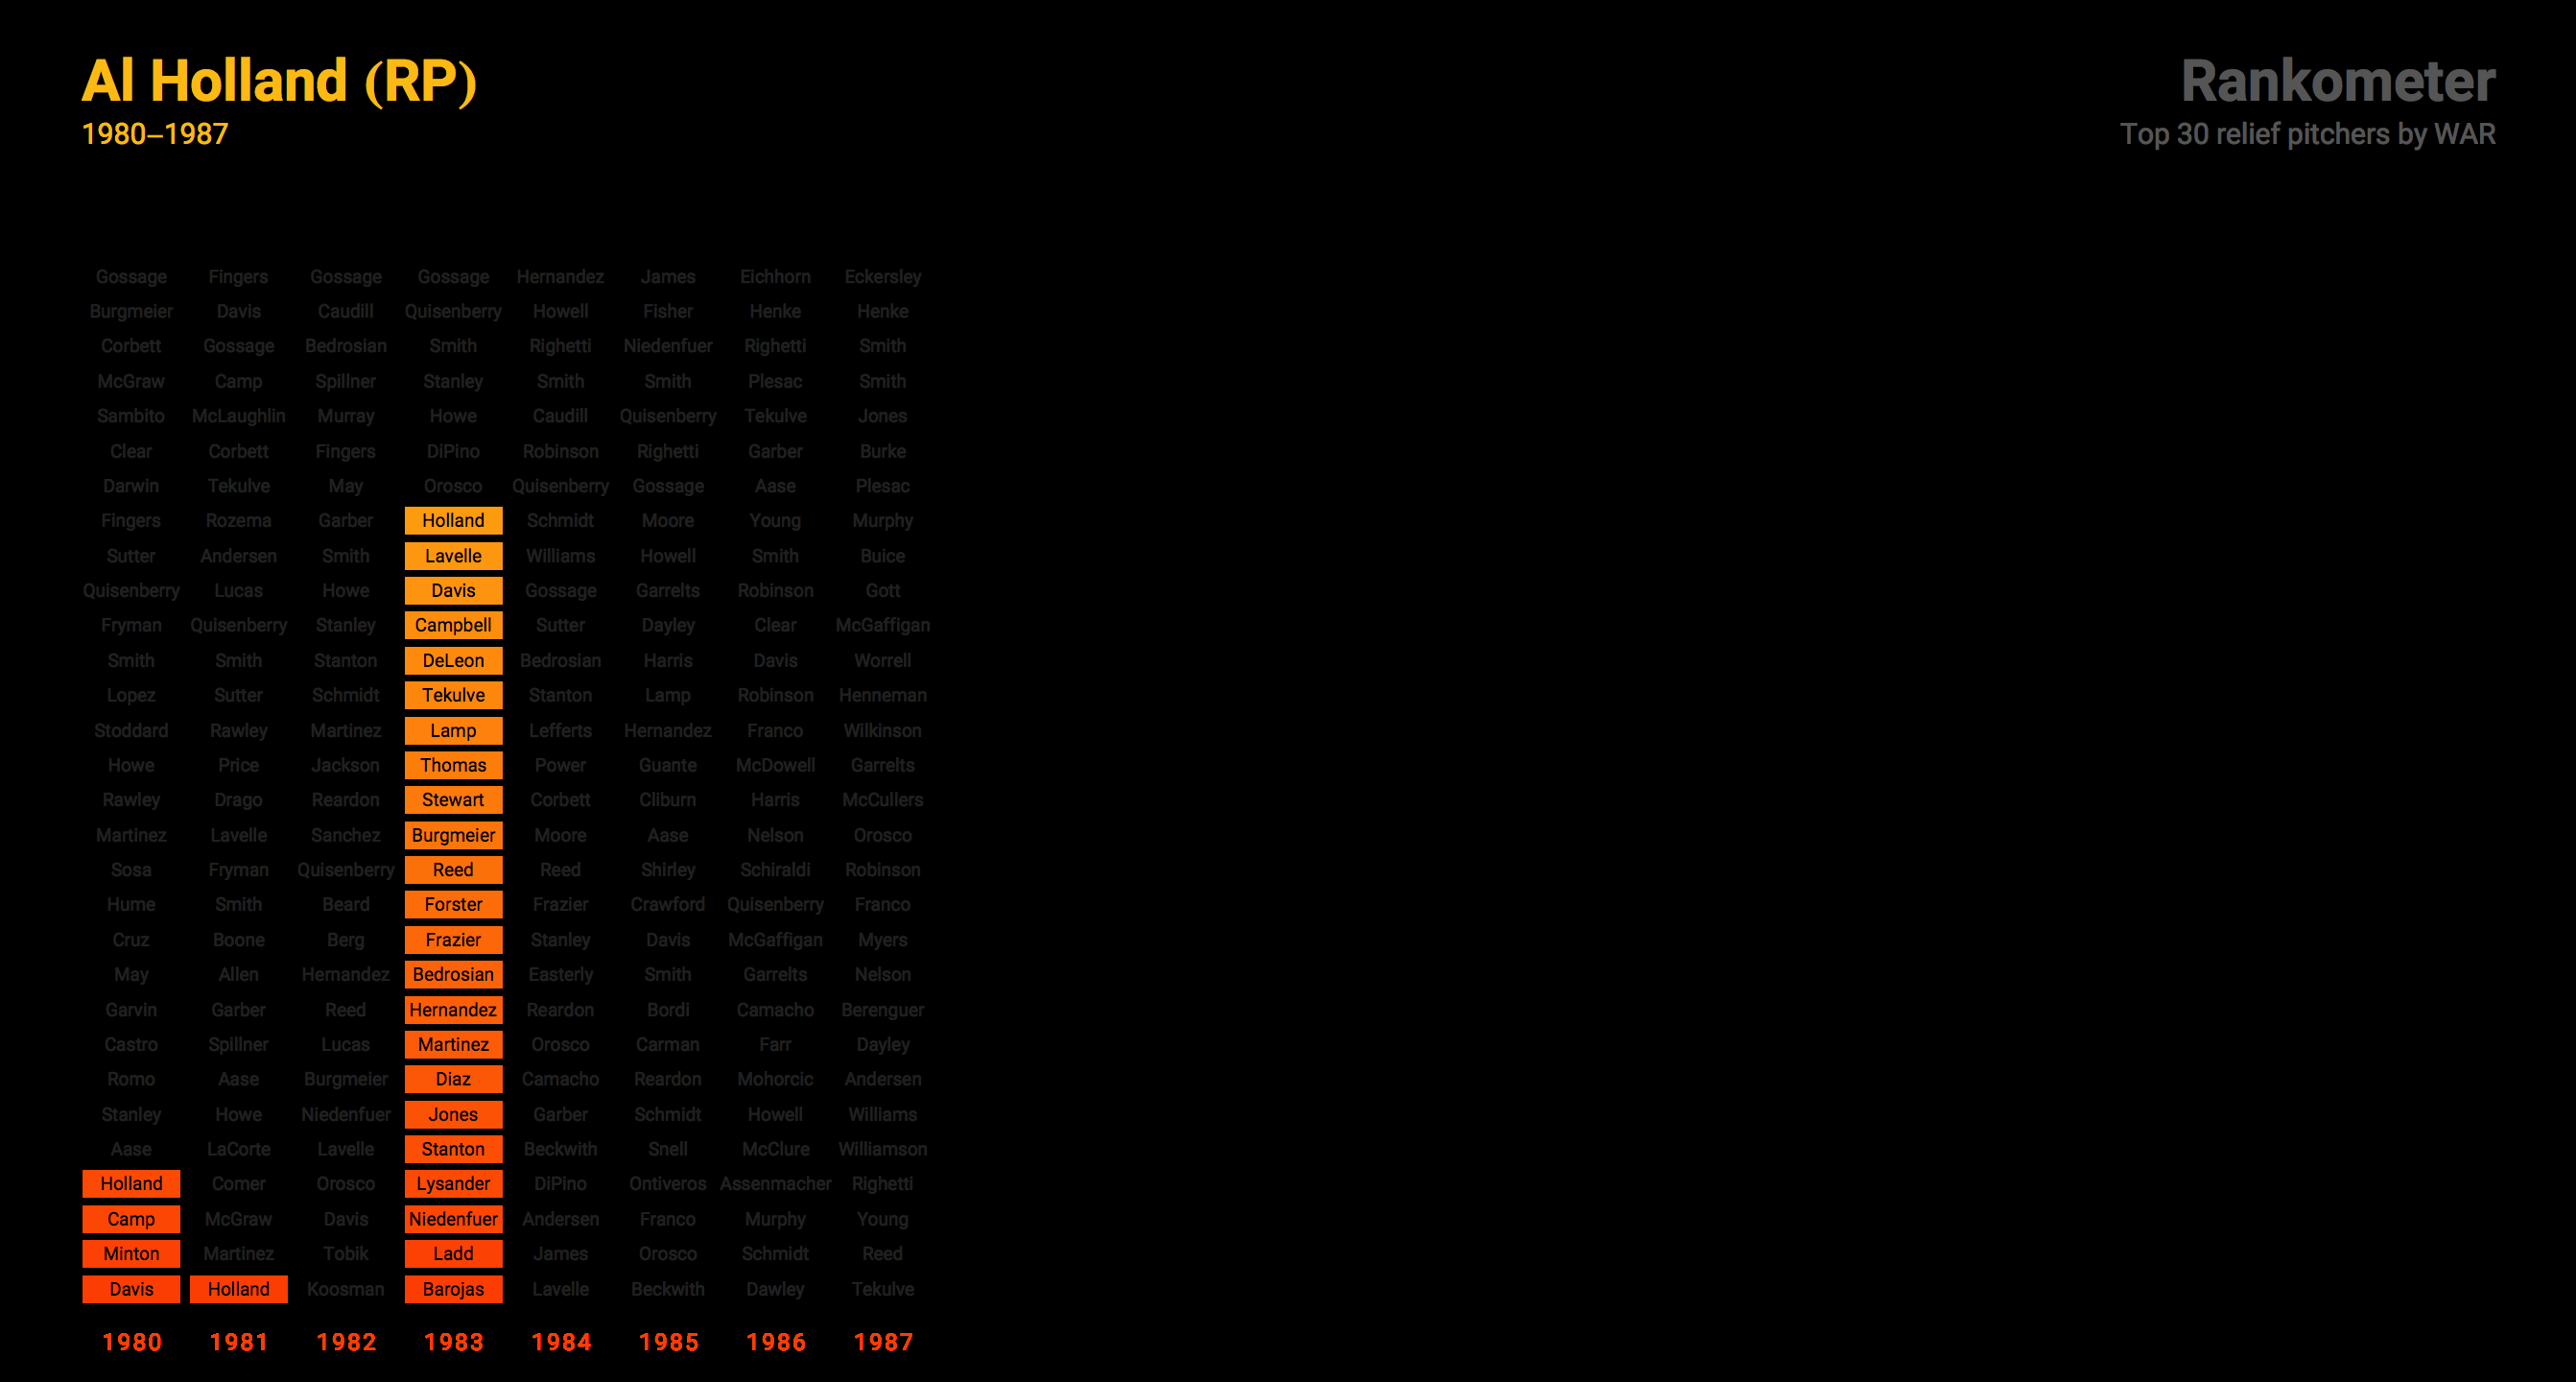 Al Holland (RP)
1980–1987
Rankometer
Top 30 relief pitchers by WAR
Gossage Fingers Gossage Gossage Hernandez James Eichhorn Eckersley
Burgmeier Davis Caudill Quisenberry Howell Fisher Henke Henke
Corbett Gossage Bedrosian Smith Righetti Niedenfuer Righetti Smith
McGraw Camp Spillner Stanley Smith Smith Plesac Smith
Sambito McLaughlin Murray Howe Caudill Quisenberry Tekulve Jones
Clear Corbett Fingers DiPino Robinson Righetti Garber Burke
Darwin Tekulve May Orosco Quisenberry Gossage Aase Plesac
Fingers Rozema Garber Holland Schmidt Moore Young Murphy
Sutter Andersen Smith Lavelle Williams Howell Smith Buice
Quisenberry Lucas Howe Davis Gossage Garrelts Robinson Gott
Fryman Quisenberry Stanley Campbell Sutter Dayley Clear McGaffigan
Smith Smith Stanton DeLeon Bedrosian Harris Davis Worrell
Lopez Sutter Schmidt Tekulve Stanton Lamp Robinson Henneman
Stoddard Rawley Martinez Lamp Lefferts Hernandez Franco Wilkinson
Howe Price Jackson Thomas Power Guante McDowell Garrelts
Rawley Drago Reardon Stewart Corbett Cliburn Harris McCullers
Martinez Lavelle Sanchez Burgmeier Moore Aase Nelson Orosco
Sosa Fryman Quisenberry Reed Reed Shirley Schiraldi Robinson
Hume Smith Beard Forster Frazier Crawford Quisenberry Franco
Cruz Boone Berg Frazier Stanley Davis McGaffigan Myers
May Allen Hernandez Bedrosian Easterly Smith Garrelts Nelson
Garvin Garber Reed Hernandez Reardon Bordi Camacho Berenguer
Castro Spillner Lucas Martinez Orosco Carman Farr Dayley
Romo Aase Burgmeier Diaz Camacho Reardon Mohorcic Andersen
Stanley Howe Niedenfuer Jones Garber Schmidt Howell Williams
Aase LaCorte Lavelle Stanton Beckwith Snell McClure Williamson
Holland Comer Orosco Lysander DiPino Ontiveros Assenmacher Righetti
Camp McGraw Davis Niedenfuer Andersen Franco Murphy Young
Minton Martinez Tobik Ladd James Orosco Schmidt Reed
Davis Holland Koosman Barojas Lavelle Beckwith Dawley Tekulve
1980 1981 1982 1983 1984 1985 1986 1987